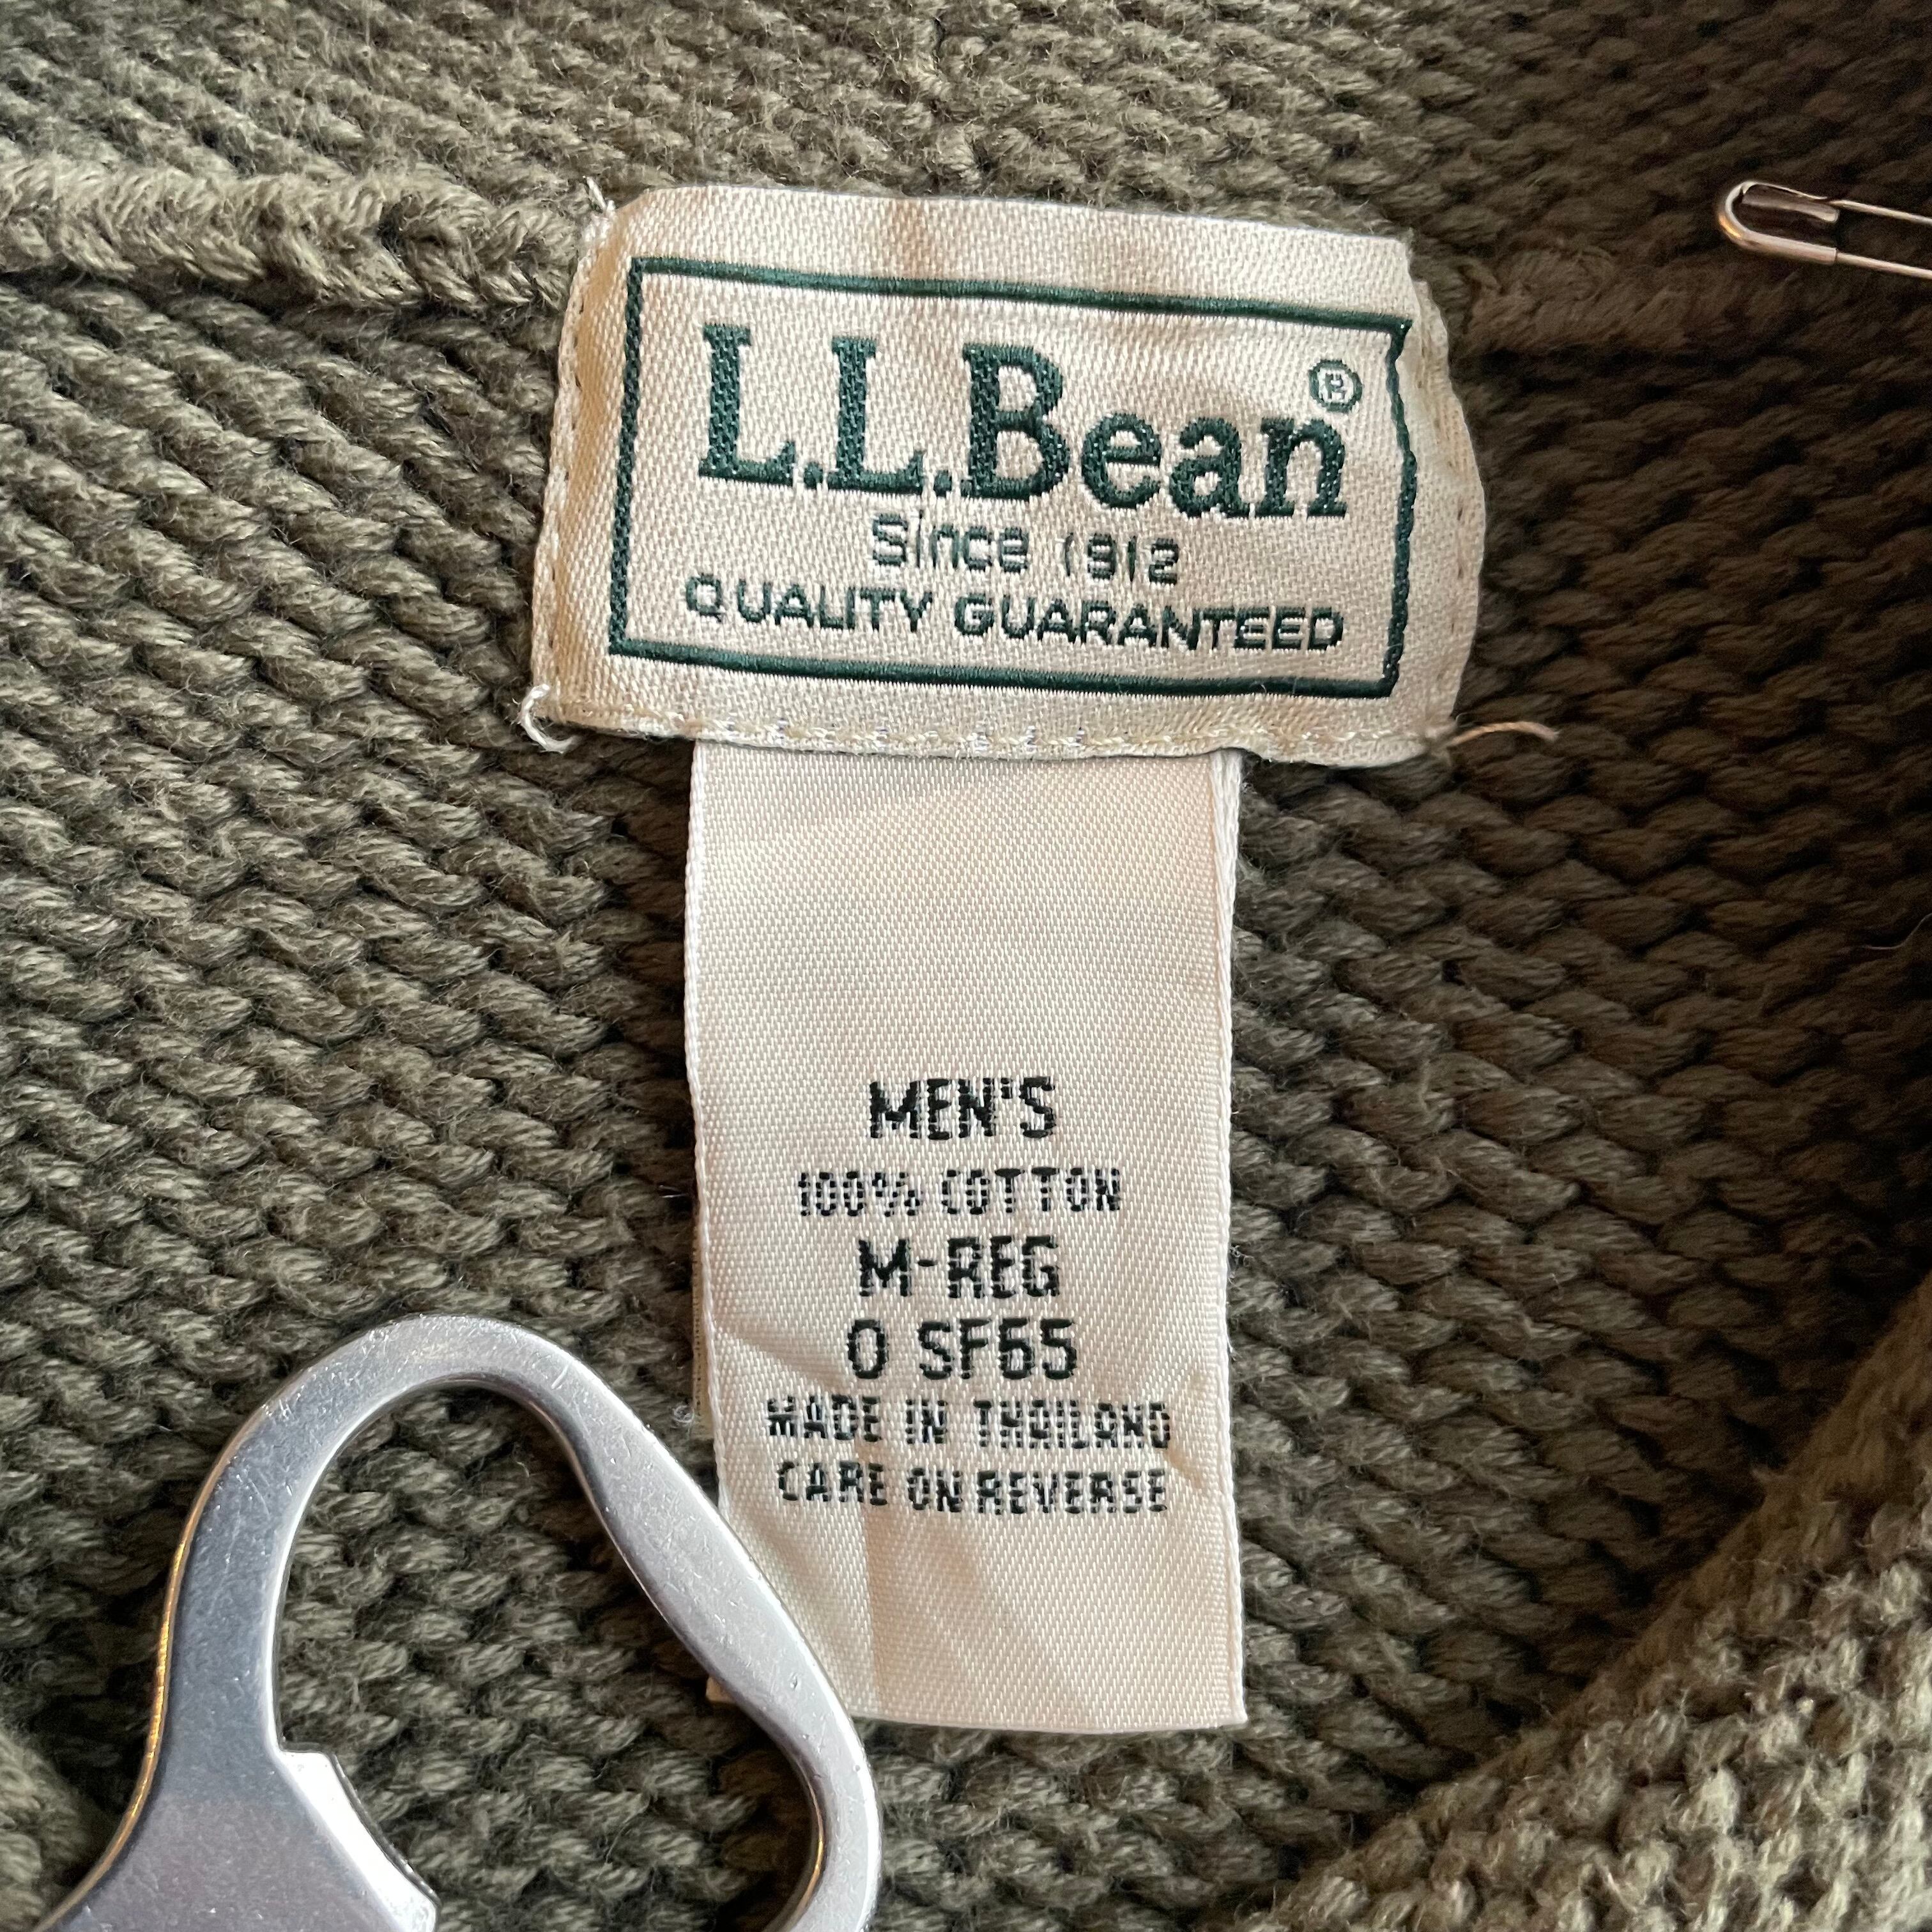 L.L.Bean®
Since 1912
QUALITY GUARANTEED
MEN'S
100% COTTON
M-REG
0 SF65
MADE IN THAILAND
CARE ON REVERSE